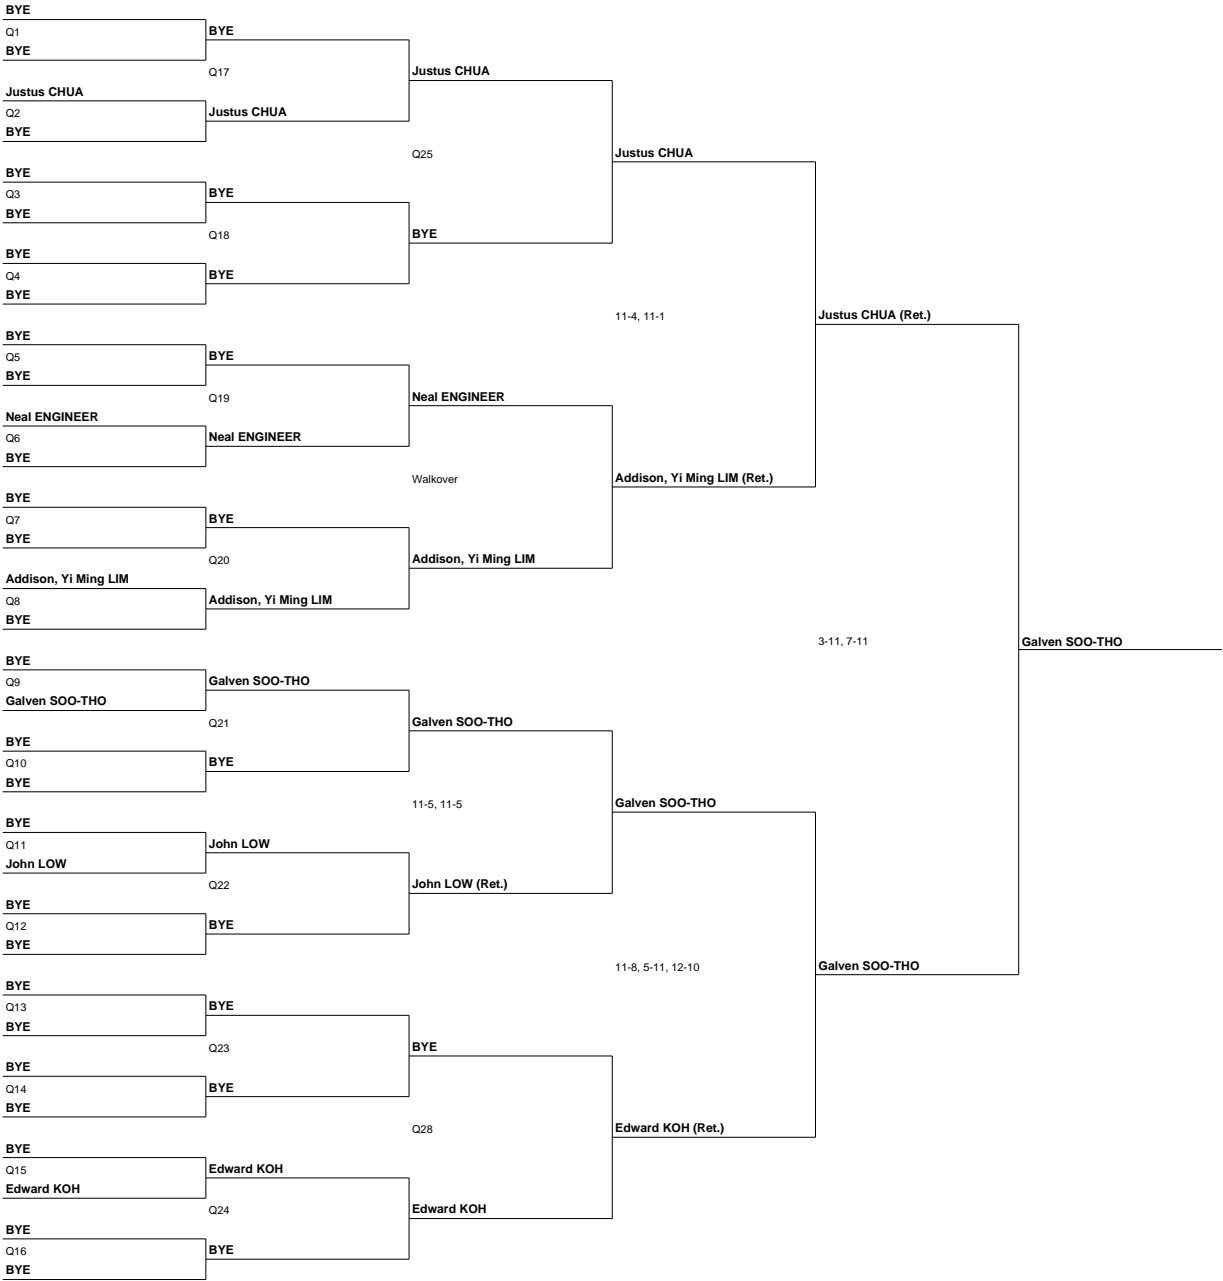 BYE
Q1
BYE
BYE
Q17
Justus CHUA
Justus CHUA
Q2
Justus CHUA
BYE
Q25
Justus CHUA
BYE
Q3
BYE
BYE
Q18
BYE
BYE
Q4
BYE
BYE
11-4, 11-1
Justus CHUA (Ret.)
BYE
Q5
BYE
BYE
Q19
Neal ENGINEER
Neal ENGINEER
Q6
Neal ENGINEER
BYE
Walkover
Addison, Yi Ming LIM (Ret.)
BYE
Q7
BYE
BYE
Q20
Addison, Yi Ming LIM
Addison, Yi Ming LIM
Q8
Addison, Yi Ming LIM
BYE
3-11, 7-11
Galven SOO-THO
BYE
Q9
Galven SOO-THO
Galven SOO-THO
Q21
Galven SOO-THO
BYE
Q10
BYE
BYE
11-5, 11-5
Galven SOO-THO
BYE
Q11
John LOW
John LOW
Q22
John LOW (Ret.)
BYE
Q12
BYE
BYE
11-8, 5-11, 12-10
Galven SOO-THO
BYE
Q13
BYE
BYE
Q23
BYE
BYE
Q14
BYE
BYE
Q28
Edward KOH (Ret.)
BYE
Q15
Edward KOH
Edward KOH
Q24
Edward KOH
BYE
Q16
BYE
BYE